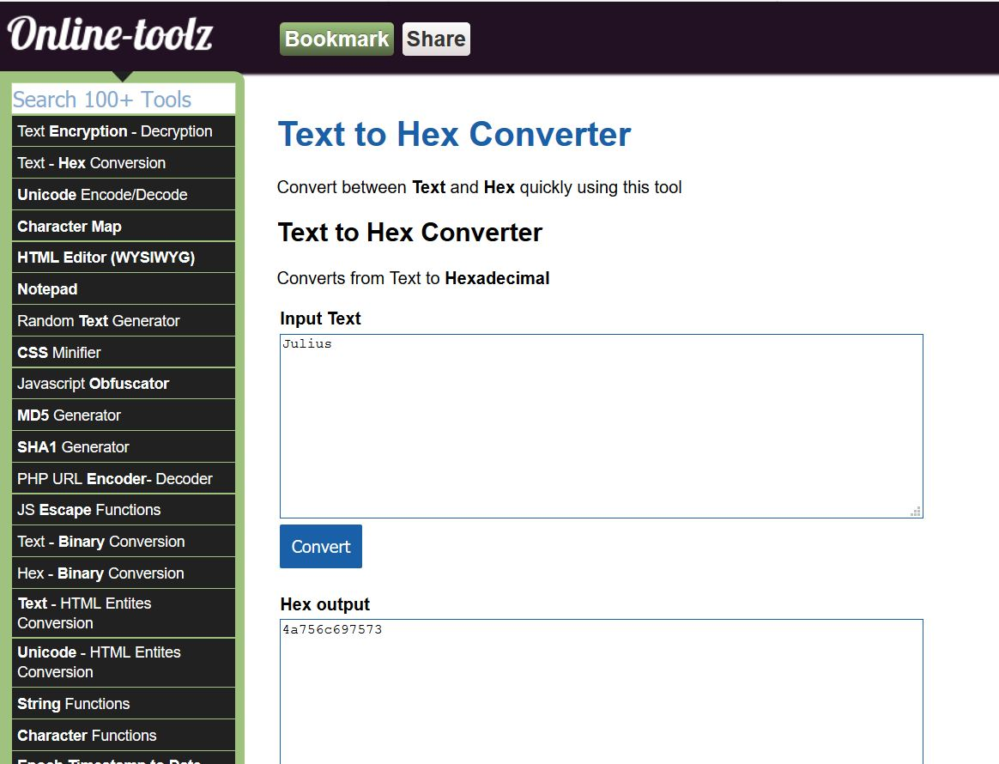 Online-toolz
Bookmark Share
Search 100+ Tools
Text Encryption - Decryption
Text - Hex Conversion
Unicode Encode/Decode
Character Map
HTML Editor (WYSIWYG)
Notepad
Random Text Generator
CSS Minifier
Javascript Obfuscator
MD5 Generator
SHA1 Generator
PHP URL Encoder- Decoder
JS Escape Functions
Text - Binary Conversion
Hex - Binary Conversion
Text - HTML Entites
Conversion
Unicode - HTML Entites
Conversion
String Functions
Character Functions
Epoch Timestamp to Date
Text to Hex Converter
Convert between Text and Hex quickly using this tool
Text to Hex Converter
Converts from Text to Hexadecimal
Input Text
Julius
Convert
Hex output
4a756c697573